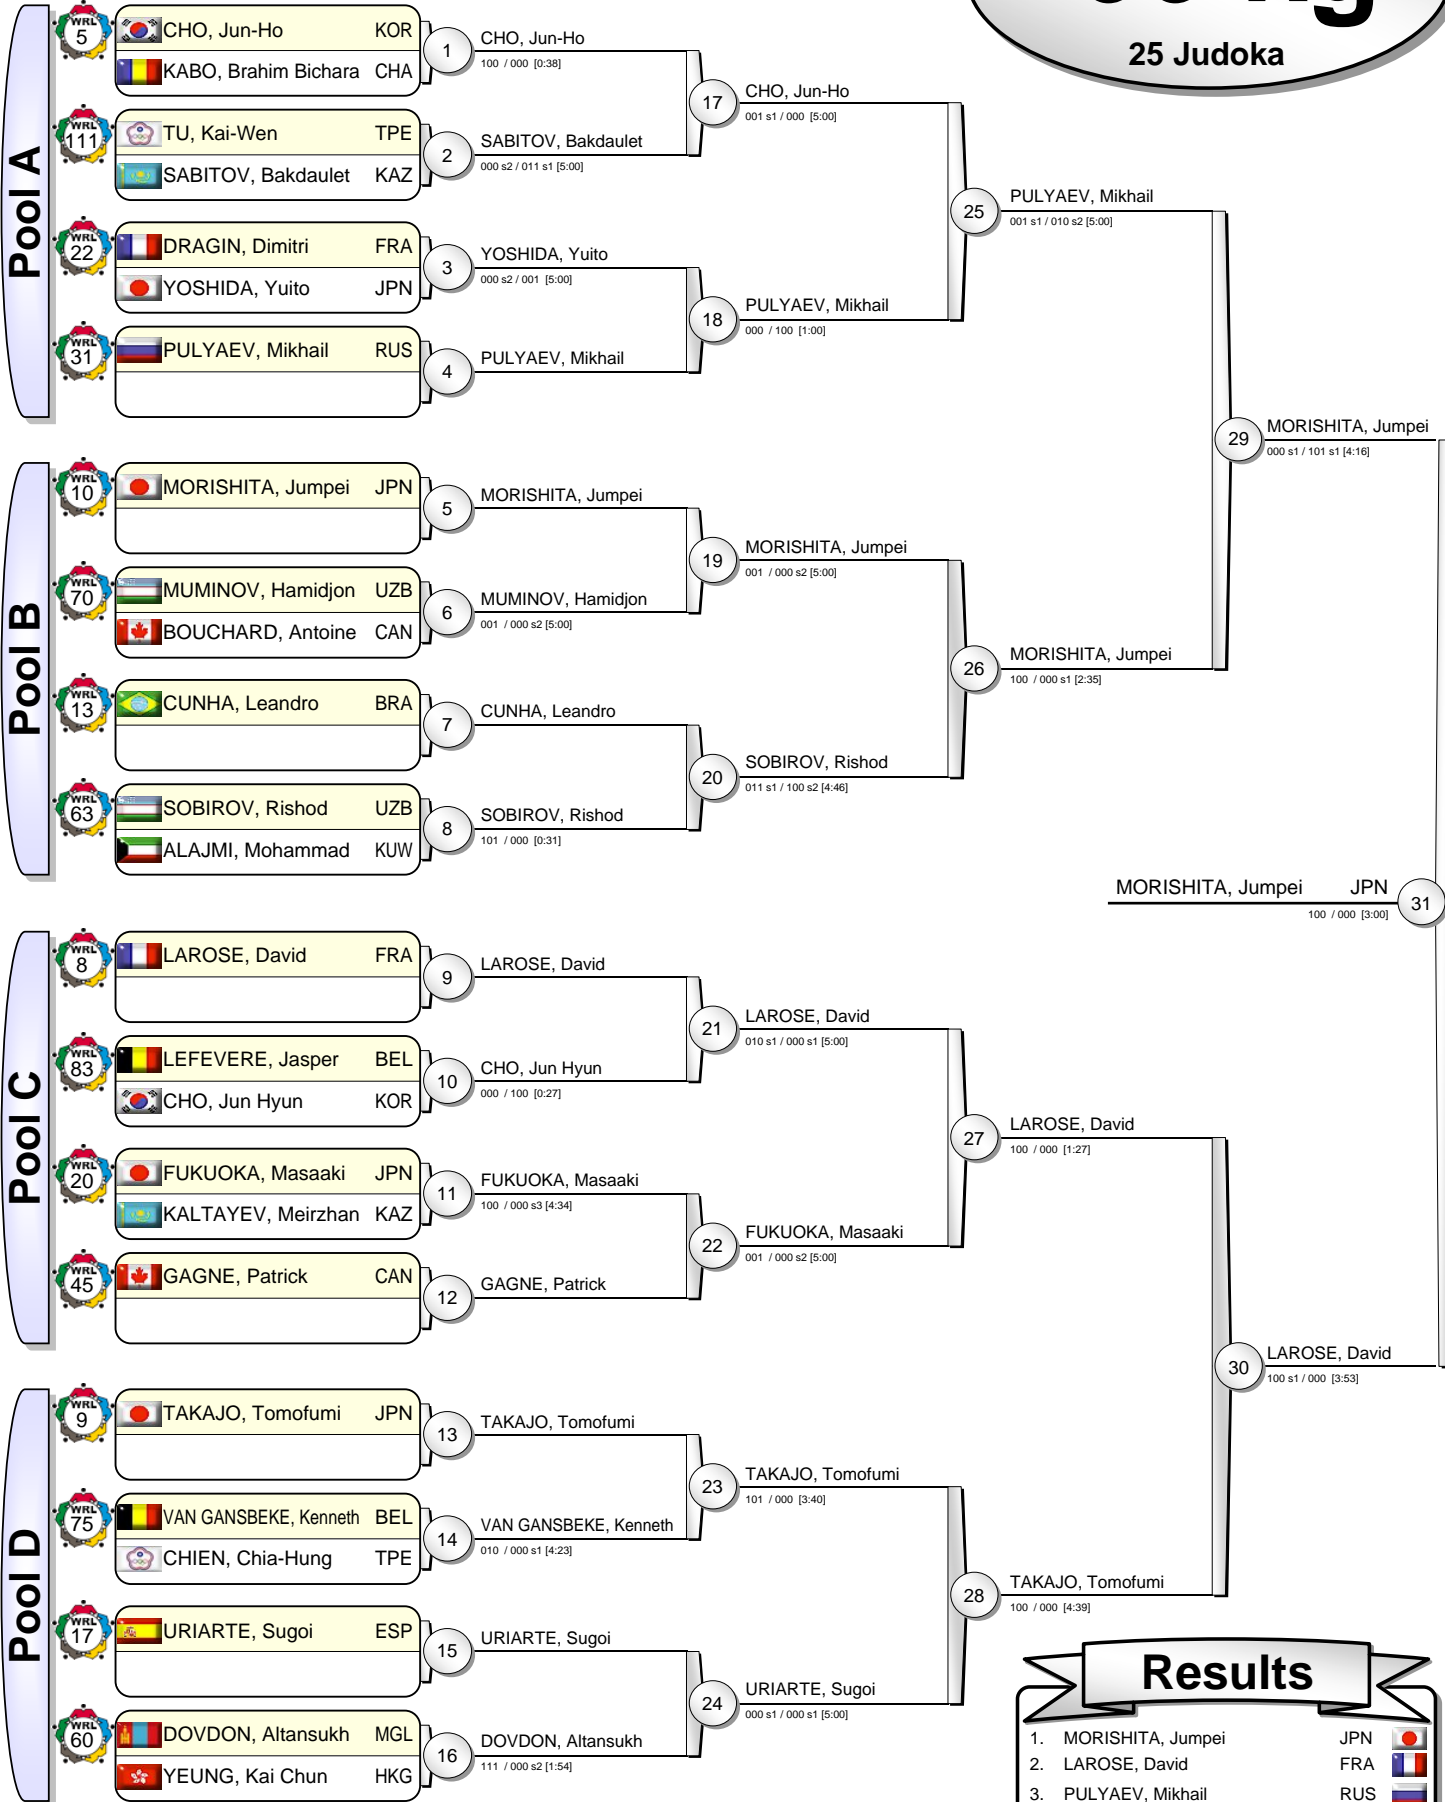 25 Judoka
Pool A
WRL 5
CHO, Jun-Ho KOR
KABO, Brahim Bichara CHA
WRL 111
TU, Kai-Wen TPE
SABITOV, Bakdaulet KAZ
WRL 22
DRAGIN, Dimitri FRA
YOSHIDA, Yuito JPN
WRL 31
PULYAEV, Mikhail RUS
1
CHO, Jun-Ho
100 / 000 [0:38]
2
SABITOV, Bakdaulet
000 s2 / 011 s1 [5:00]
3
YOSHIDA, Yuito
000 s2 / 001 [5:00]
4
PULYAEV, Mikhail
17
CHO, Jun-Ho
001 s1 / 000 [5:00]
18
PULYAEV, Mikhail
000 / 100 [1:00]
25
PULYAEV, Mikhail
001 s1 / 010 s2 [5:00]
Pool B
WRL 10
MORISHITA, Jumpei JPN
WRL 70
MUMINOV, Hamidjon UZB
BOUCHARD, Antoine CAN
WRL 13
CUNHA, Leandro BRA
WRL 63
SOBIROV, Rishod UZB
ALAJMI, Mohammad KUW
5
MORISHITA, Jumpei
6
MUMINOV, Hamidjon
001 / 000 s2 [5:00]
7
CUNHA, Leandro
8
SOBIROV, Rishod
101 / 000 [0:31]
19
MORISHITA, Jumpei
001 / 000 s2 [5:00]
20
SOBIROV, Rishod
011 s1 / 100 s2 [4:46]
26
MORISHITA, Jumpei
100 / 000 s1 [2:35]
29
MORISHITA, Jumpei
000 s1 / 101 s1 [4:16]
MORISHITA, Jumpei JPN
31
100 / 000 [3:00]
Pool C
WRL 8
LAROSE, David FRA
WRL 83
LEFEVERE, Jasper BEL
CHO, Jun Hyun KOR
WRL 20
FUKUOKA, Masaaki JPN
KALTAYEV, Meirzhan KAZ
WRL 45
GAGNE, Patrick CAN
9
LAROSE, David
10
CHO, Jun Hyun
000 / 100 [0:27]
11
FUKUOKA, Masaaki
100 / 000 s3 [4:34]
12
GAGNE, Patrick
21
LAROSE, David
010 s1 / 000 s1 [5:00]
22
FUKUOKA, Masaaki
001 / 000 s2 [5:00]
27
LAROSE, David
100 / 000 [1:27]
Pool D
WRL 9
TAKAJO, Tomofumi JPN
WRL 75
VAN GANSBEKE, Kenneth BEL
CHIEN, Chia-Hung TPE
WRL 17
URIARTE, Sugoi ESP
WRL 60
DOVDON, Altansukh MGL
YEUNG, Kai Chun HKG
13
TAKAJO, Tomofumi
14
VAN GANSBEKE, Kenneth
010 / 000 s1 [4:23]
15
URIARTE, Sugoi
16
DOVDON, Altansukh
111 / 000 s2 [1:54]
23
TAKAJO, Tomofumi
101 / 000 [3:40]
24
URIARTE, Sugoi
000 s1 / 000 s1 [5:00]
28
TAKAJO, Tomofumi
100 / 000 [4:39]
30
LAROSE, David
100 s1 / 000 [3:53]
Results
1. MORISHITA, Jumpei JPN
2. LAROSE, David FRA
3. PULYAEV, Mikhail RUS